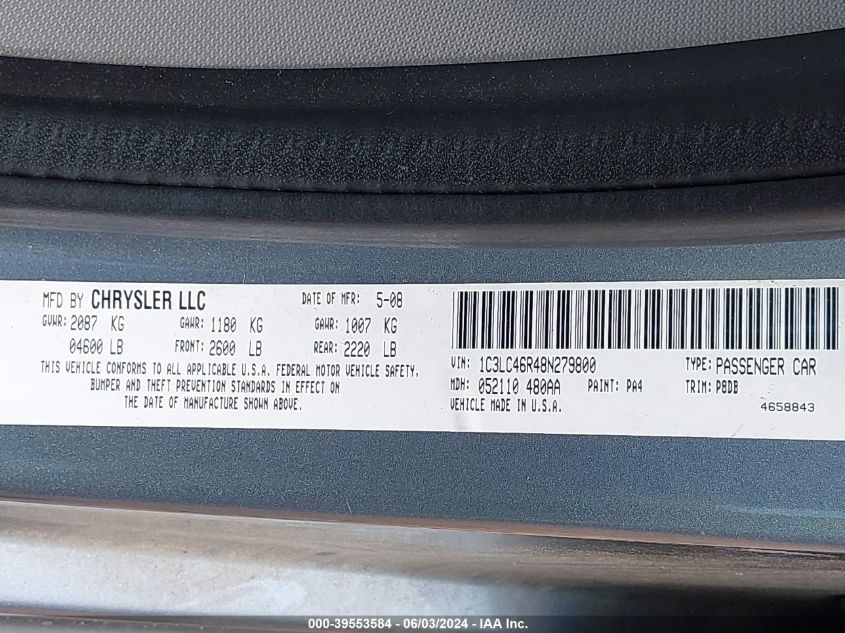 MFD BY CHRYSLER LLC DATE OF MFR: 5-08
GVWR: 2087 KG GAWR: 1180 KG GAWR: 1007 KG
04600 LB FRONT: 2600 LB REAR: 2220 LB
THIS VEHICLE CONFORMS TO ALL APPLICABLE U.S.A. FEDERAL MOTOR VEHICLE SAFETY,
BUMPER AND THEFT PREVENTION STANDARDS IN EFFECT ON
THE DATE OF MANUFACTURE SHOWN ABOVE.
VIN: 1C3LC46R48N279800 TYPE: PASSENGER CAR
MDH: 052110 480AA PAINT: PA4 TRIM: P8DB
VEHICLE MADE IN U.S.A. 4658843
000-39553584 - 06/03/2024 - IAA Inc.